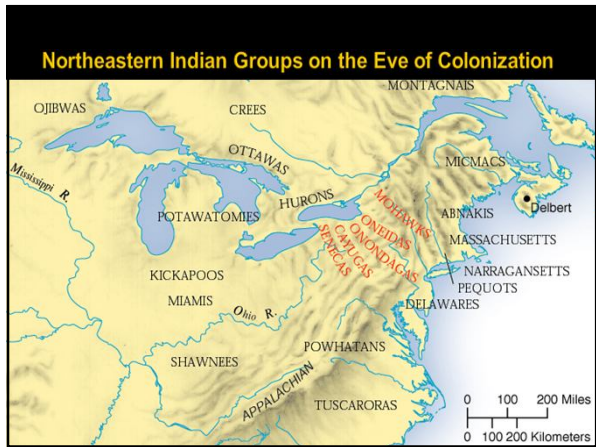 Northeastern Indian Groups on the Eve of Colonization
MONTAGNAIS
OJIBWAS
CREES
OTTAWAS
MICMACS
Mississippi R.
HURONS
Delbert
POTAWATOMIES
MOHAWKS
ABNAKIS
ONEIDAS
ONONDAGAS
CAYUGAS
SENECAS
MASSACHUSETTS
NARRAGANSETTS
PEQUOTS
KICKAPOOS
MIAMIS
DELAWARES
Ohio R.
POWHATANS
SHAWNEES
APPALACHIAN
TUSCARORAS
0 100 200 Miles
0 100 200 Kilometers